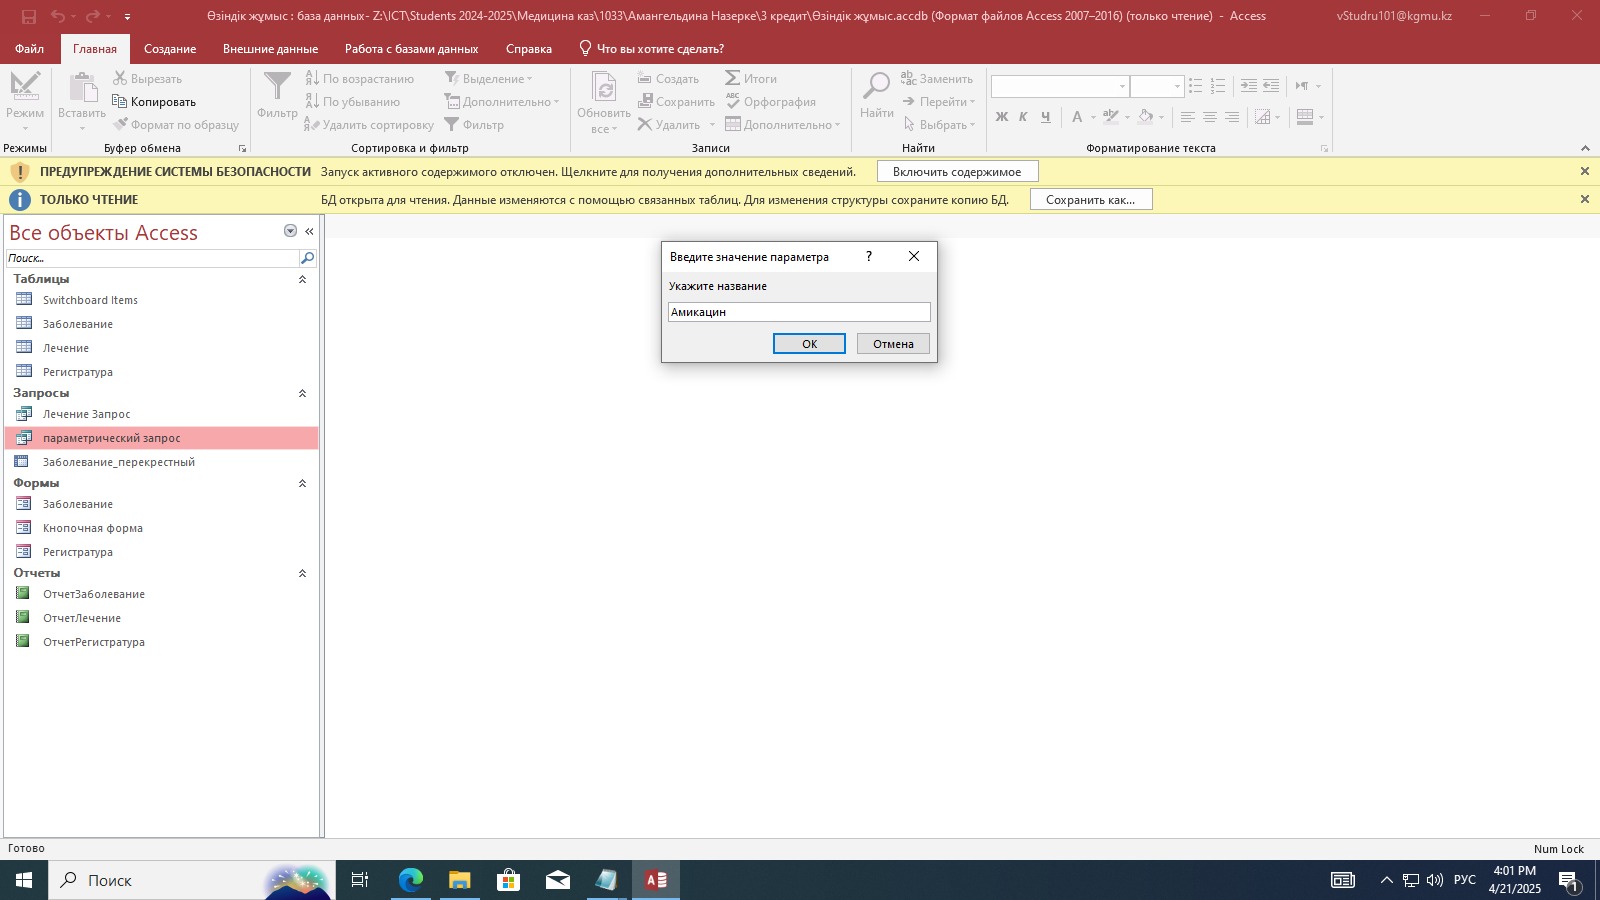 Өзіндік жұмыс : база данных- Z:\ICT\Students 2024-2025\Медицина каз\1033\Амангельдина Назерке\3 кредит\Өзіндік жұмыс.accdb (Формат файлов Access 2007–2016) (только чтение) - Access
vStudru101@kgmu.kz
Файл Главная Создание Внешние данные Работа с базами данных Справка Что вы хотите сделать?
Режим
Режимы
Вставить
Вырезать
Копировать
Формат по образцу
Буфер обмена
Фильтр
По возрастанию
По убыванию
Удалить сортировку
Выделение
Дополнительно
Фильтр
Сортировка и фильтр
Обновить
все
Создать
Сохранить
Удалить
Итоги
Орфография
Дополнительно
Записи
Найти
Заменить
Перейти
Выбрать
Найти
Ж К Ч А
Форматирование текста
ПРЕДУПРЕЖДЕНИЕ СИСТЕМЫ БЕЗОПАСНОСТИ Запуск активного содержимого отключен. Щелкните для получения дополнительных сведений. Включить содержимое
ТОЛЬКО ЧТЕНИЕ БД открыта для чтения. Данные изменяются с помощью связанных таблиц. Для изменения структуры сохраните копию БД. Сохранить как...
Все объекты Access
Поиск...
Таблицы
Switchboard Items
Заболевание
Лечение
Регистратура
Запросы
Лечение Запрос
параметрический запрос
Заболевание_перекрестный
Формы
Заболевание
Кнопочная форма
Регистратура
Отчеты
ОтчетЗаболевание
ОтчетЛечение
ОтчетРегистратура
Введите значение параметра ?
Укажите название
Амикацин
ОК Отмена
Готово
Num Lock
Поиск
РУС
4:01 PM
4/21/2025
1